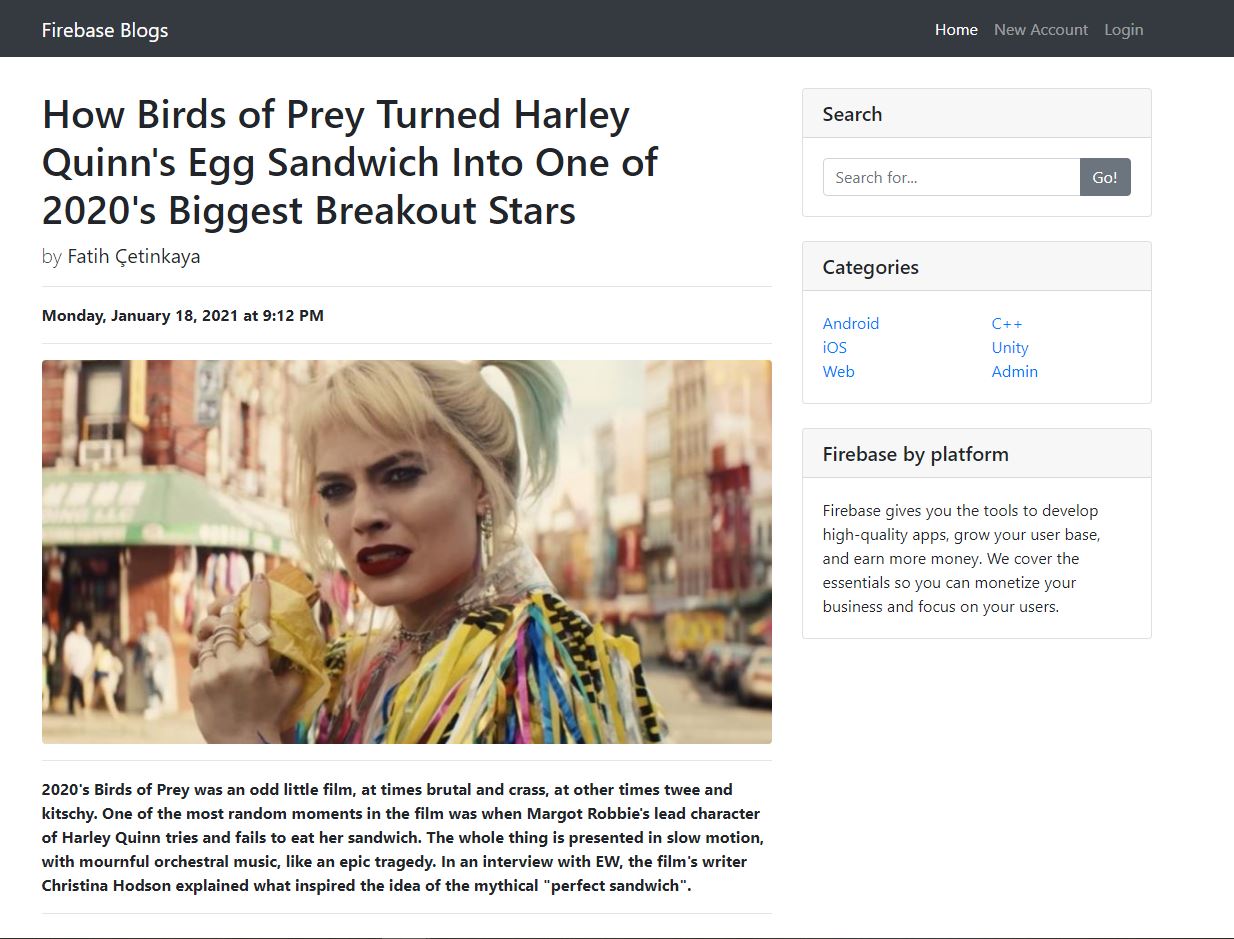 Firebase Blogs
Home New Account Login
How Birds of Prey Turned Harley
Quinn's Egg Sandwich Into One of
2020's Biggest Breakout Stars
by Fatih Çetinkaya
Monday, January 18, 2021 at 9:12 PM
2020's Birds of Prey was an odd little film, at times brutal and crass, at other times twee and
kitschy. One of the most random moments in the film was when Margot Robbie's lead character
of Harley Quinn tries and fails to eat her sandwich. The whole thing is presented in slow motion,
with mournful orchestral music, like an epic tragedy. In an interview with EW, the film's writer
Christina Hodson explained what inspired the idea of the mythical "perfect sandwich".
Search
Search for...
Go!
Categories
Android
iOS
Web
C++
Unity
Admin
Firebase by platform
Firebase gives you the tools to develop
high-quality apps, grow your user base,
and earn more money. We cover the
essentials so you can monetize your
business and focus on your users.